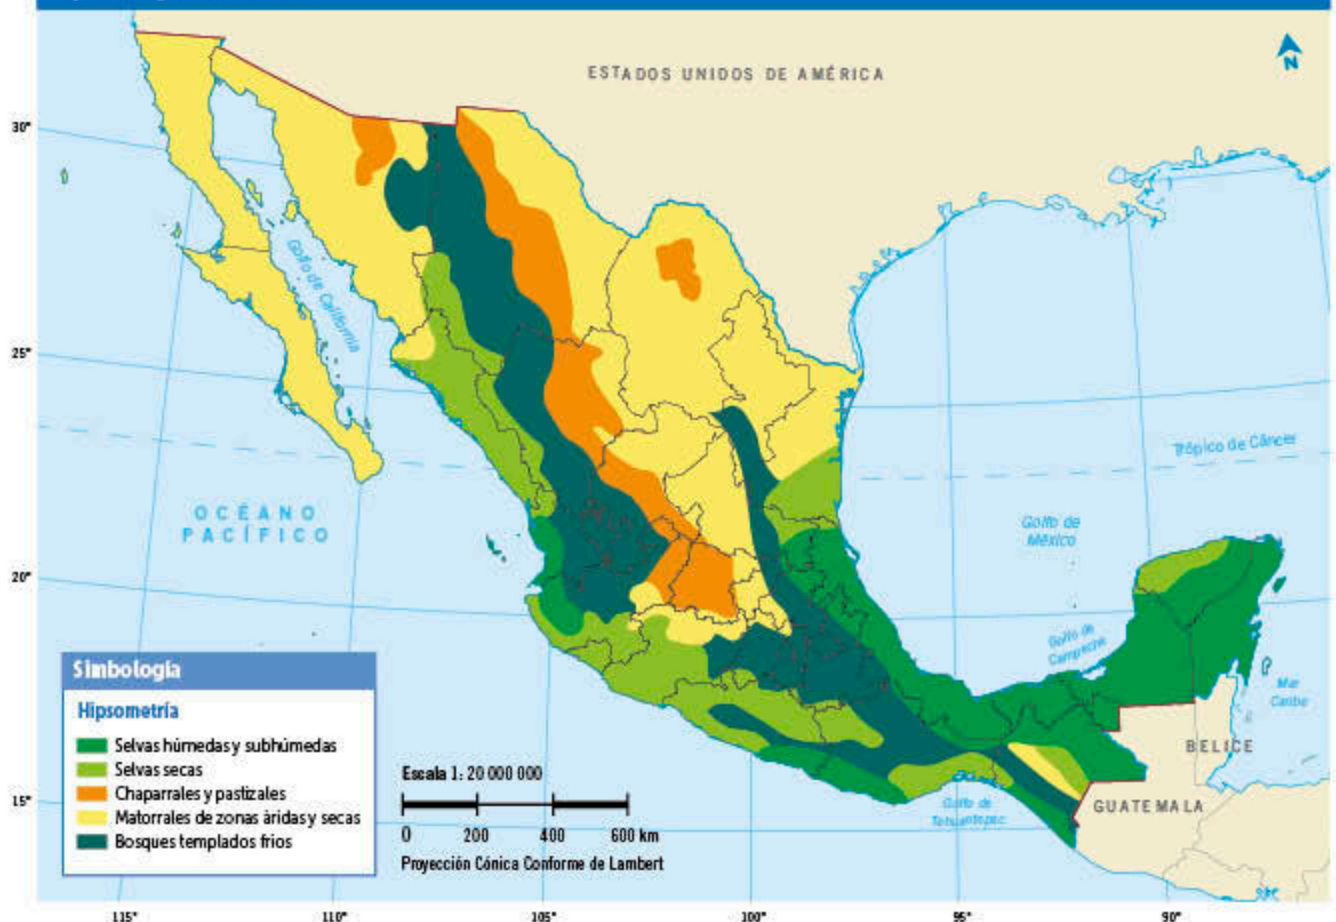 ESTADOS UNIDOS DE AMÉRICA
N
30°
Golfo de California
25°
Trópico de Cáncer
OCÉANO
PACÍFICO
Golfo de
México
20°
Golfo de
Campeche
Mar
Caribe
BELICE
GUATEMALA
Golfo de
Tehuantepec
15°
Simbología
Hipsometría
Selvas húmedas y subhúmedas
Selvas secas
Chaparrales y pastizales
Matorrales de zonas áridas y secas
Bosques templados fríos
Escala 1: 20 000 000
0 200 400 600 km
Proyección Cónica Conforme de Lambert
115° 110° 105° 100° 95° 90°